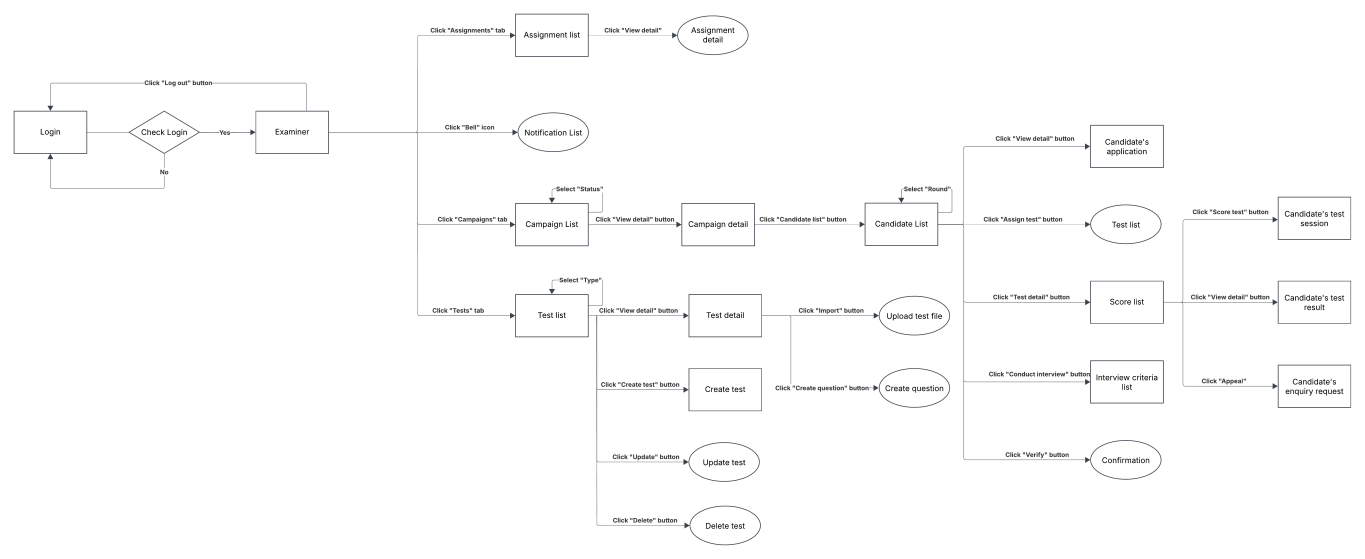 Click "Assignments" tab
Assignment list
Click "View detail"
Assignment
detail
Click "Log out" button
Login
Check Login
Yes
Examiner
No
Click "Bell" icon
Notification List
Click "View detail" button
Candidate's
application
Select "Status"
Click "Campaigns" tab
Campaign List
Click "View detail" button
Campaign detail
Click "Candidate list" button
Select "Round"
Candidate List
Click "Assign test" button
Test list
Click "Score test" button
Candidate's test
session
Select "Type"
Click "Tests" tab
Test list
Click "View detail" button
Test detail
Click "Import" button
Upload test file
Click "Test detail" button
Score list
Click "View detail" button
Candidate's test
result
Click "Create test" button
Create test
Click "Create question" button
Create question
Click "Conduct interview" button
Interview criteria
list
Click "Appeal"
Candidate's
enquiry request
Click "Update" button
Update test
Click "Verify" button
Confirmation
Click "Delete" button
Delete test